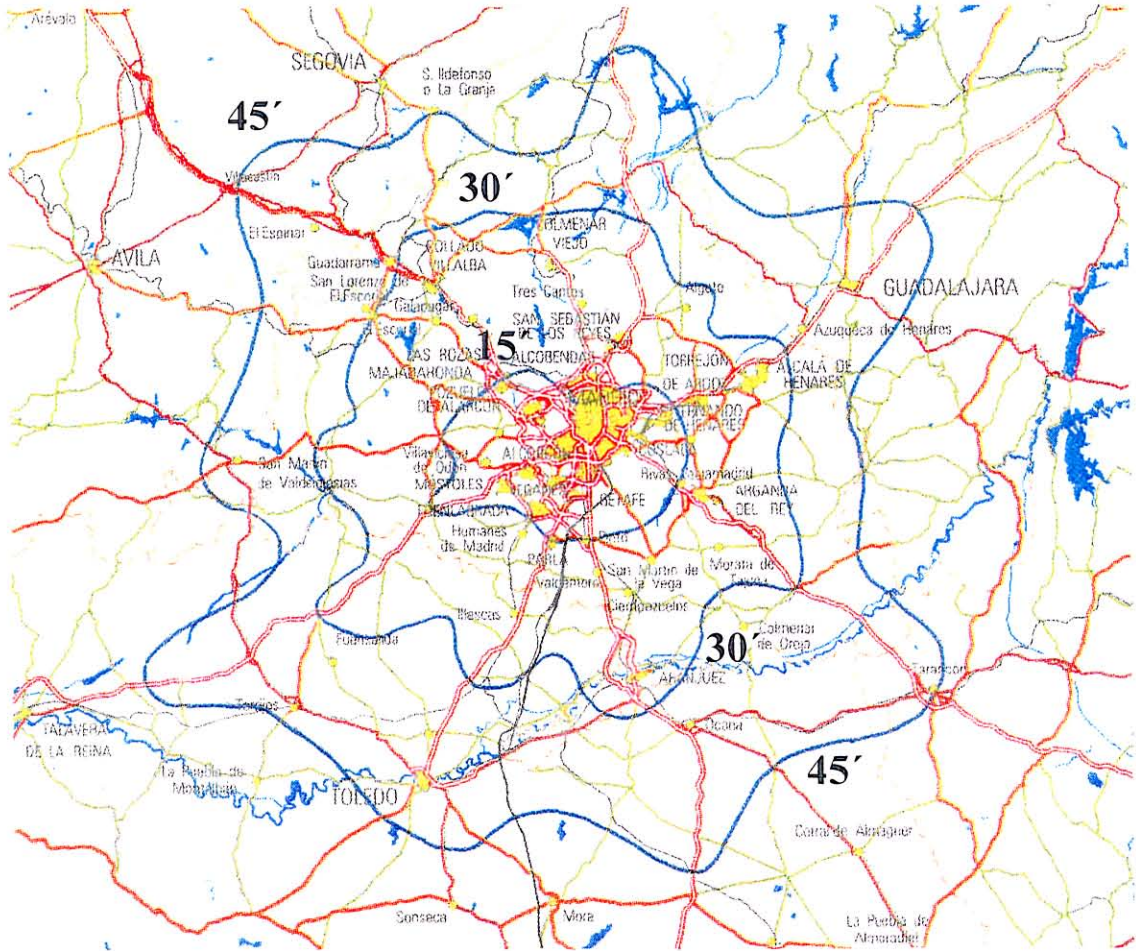 Arévalo
SEGOVIA
S. Ildefonso
o La Granja
45´
Villacastín
30´
El Espinar
COLMENAR
VIEJO
AVILA
COLLADO
VILLALBA
Guadarrama
San Lorenzo de
El Escorial
Galapagar
El Escorial
Tres Cantos
Algete
GUADALAJARA
SAN SEBASTIAN
DE LOS REYES
Azuqueca de Henares
15
ALCOBENDAS
LAS ROZAS
MAJADAHONDA
TORREJON
DE ARDOZ
ALCALÁ DE
HENARES
POZUELO
DE ALARCON
MADRID
S. FERNANDO
DE HENARES
COSLADA
San Martín
de Valdeiglesias
Villaviciosa
de Odón
ALCORCON
MOSTOLES
LEGANES
GETAFE
Rivas-Vaciamadrid
ARGANDA
DEL REY
FUENLABRADA
Humanes
de Madrid
Pinto
PARLA
Valdemoro
San Martín de
la Vega
Morata de
Tajuña
Illescas
Ciempozuelos
Colmenar
de Oreja
30´
Fuensalida
ARANJUEZ
Tarancón
Torrijos
Ocaña
TALAVERA
DE LA REINA
La Puebla de
Montalbán
TOLEDO
45´
Corral de Almaguer
Sonseca
Mora
La Puebla de
Almoradiel